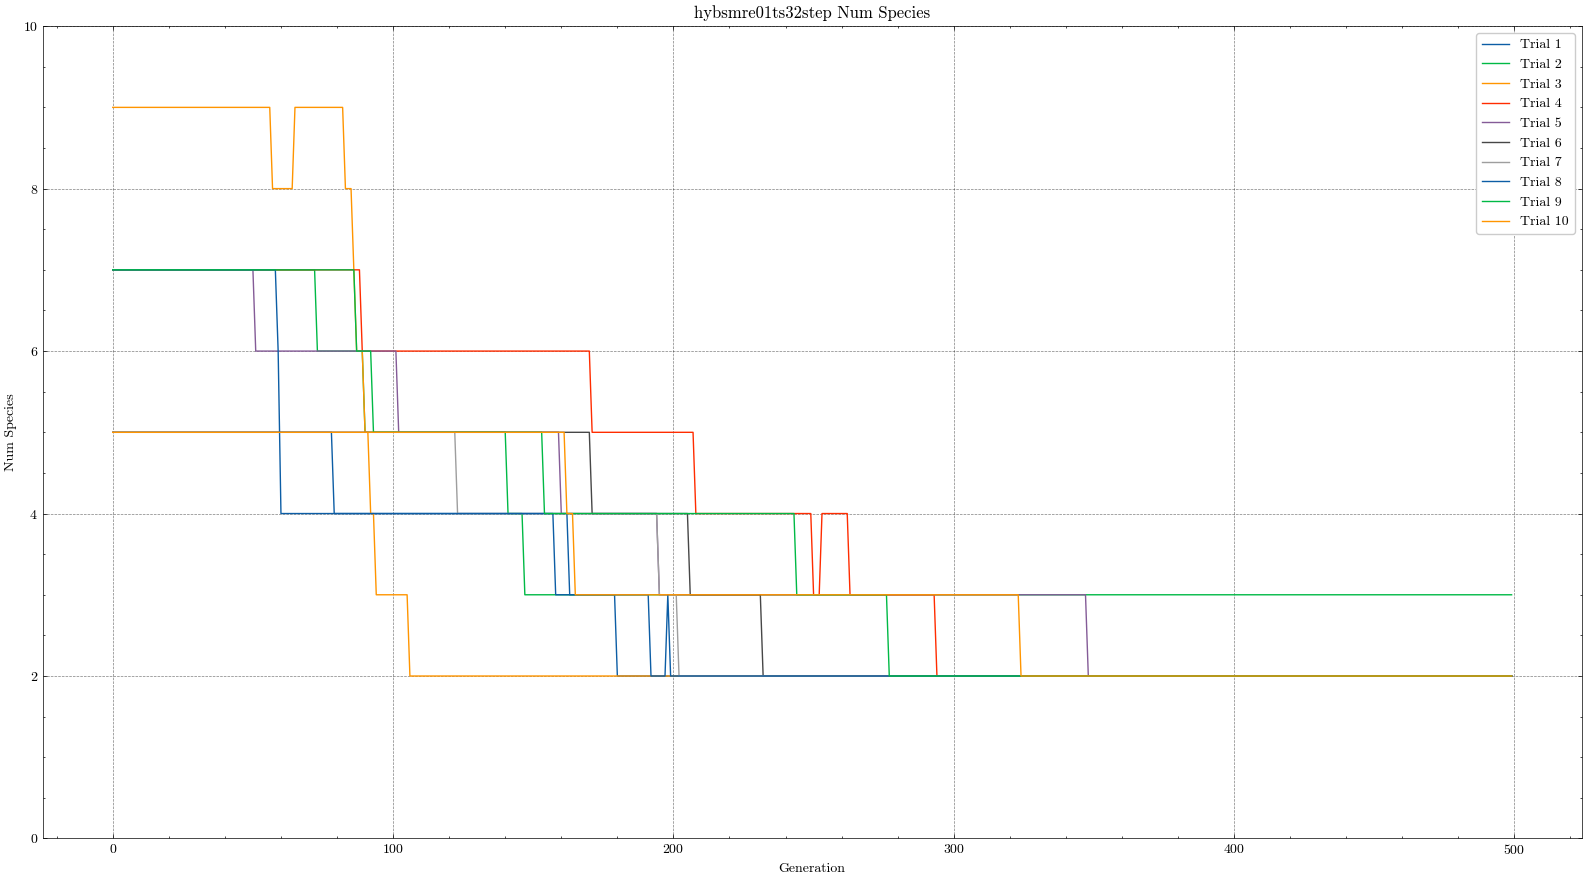 hybsmre01ts32step Num Species
10
8
6
4
2
0
Num Species
0 100 200 300 400 500
Generation
Trial 1
Trial 2
Trial 3
Trial 4
Trial 5
Trial 6
Trial 7
Trial 8
Trial 9
Trial 10